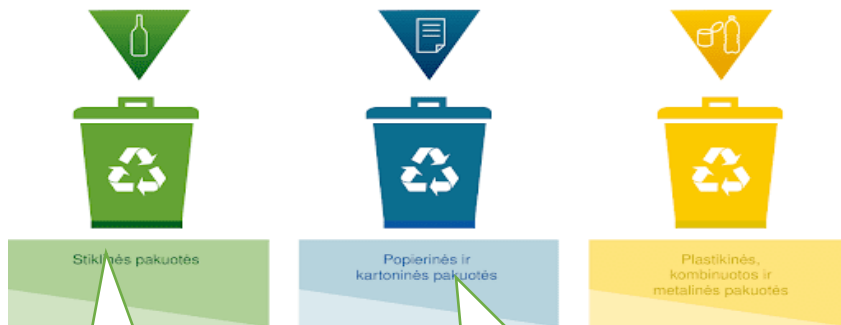 Stiklinės pakuotės
Popierinės ir
kartoninės pakuotės
Plastikinės,
kombinuotos ir
metalinės pakuotės